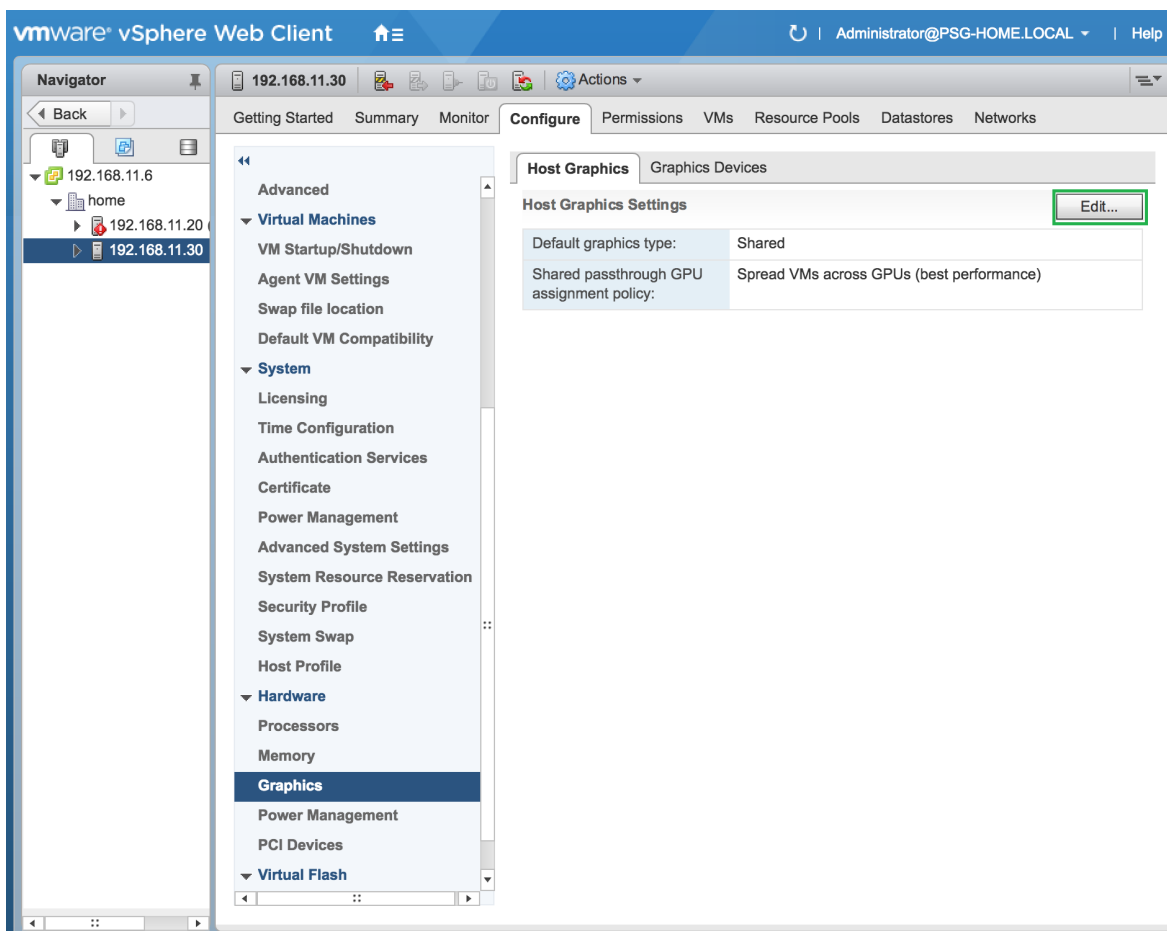 vmware® vSphere Web Client
Administrator@PSG-HOME.LOCAL
Help
Navigator
Back
192.168.11.6
home
192.168.11.20 (
192.168.11.30
192.168.11.30
Actions
Getting Started Summary Monitor Configure Permissions VMs Resource Pools Datastores Networks
Advanced
Virtual Machines
VM Startup/Shutdown
Agent VM Settings
Swap file location
Default VM Compatibility
System
Licensing
Time Configuration
Authentication Services
Certificate
Power Management
Advanced System Settings
System Resource Reservation
Security Profile
System Swap
Host Profile
Hardware
Processors
Memory
Graphics
Power Management
PCI Devices
Virtual Flash
Host Graphics Graphics Devices
Host Graphics Settings
Edit...
Default graphics type: Shared
Shared passthrough GPU Spread VMs across GPUs (best performance)
assignment policy: